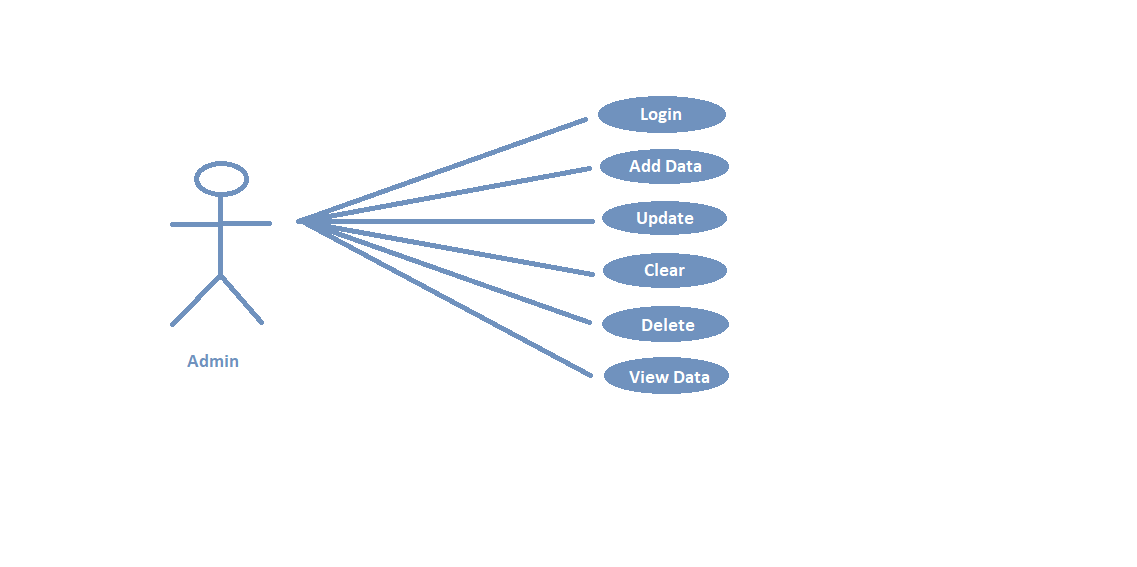 Login
Add Data
Update
Clear
Delete
View Data
Admin